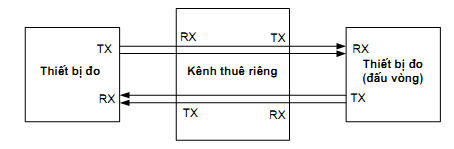 TX
Thiết bị đo
RX
RX
TX
Kênh thuê riêng
TX
RX
RX
Thiết bị đo
(đấu vòng)
TX